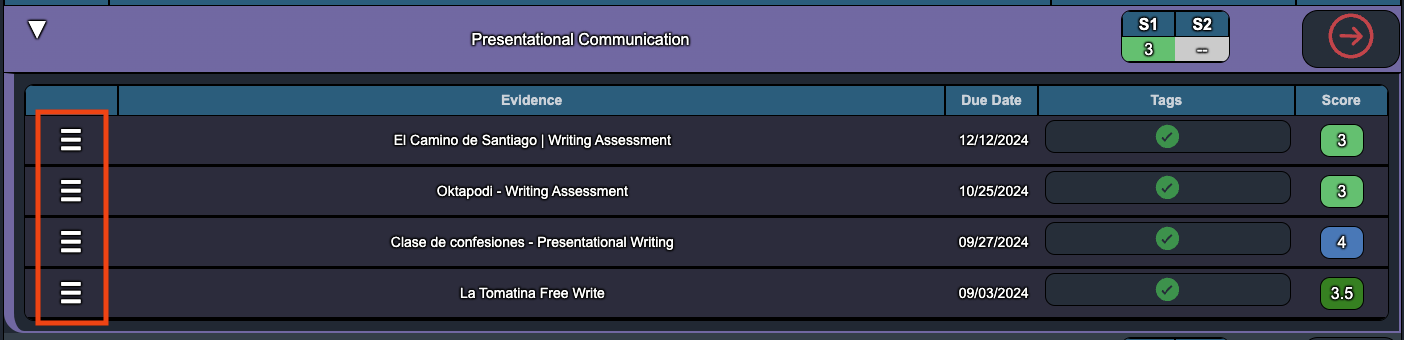 Presentational Communication
S1 S2
3 --
Evidence Due Date Tags Score
El Camino de Santiago | Writing Assessment 12/12/2024 3
Oktapodi - Writing Assessment 10/25/2024 3
Clase de confesiones - Presentational Writing 09/27/2024 4
La Tomatina Free Write 09/03/2024 3.5